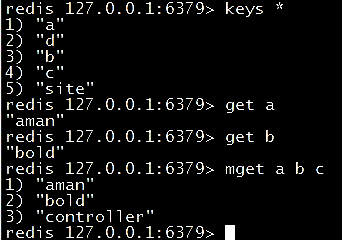 redis 127.0.0.1:6379> keys *
1) "a"
2) "d"
3) "b"
4) "c"
5) "site"
redis 127.0.0.1:6379> get a
"aman"
redis 127.0.0.1:6379> get b
"bold"
redis 127.0.0.1:6379> mget a b c
1) "aman"
2) "bold"
3) "controller"
redis 127.0.0.1:6379>